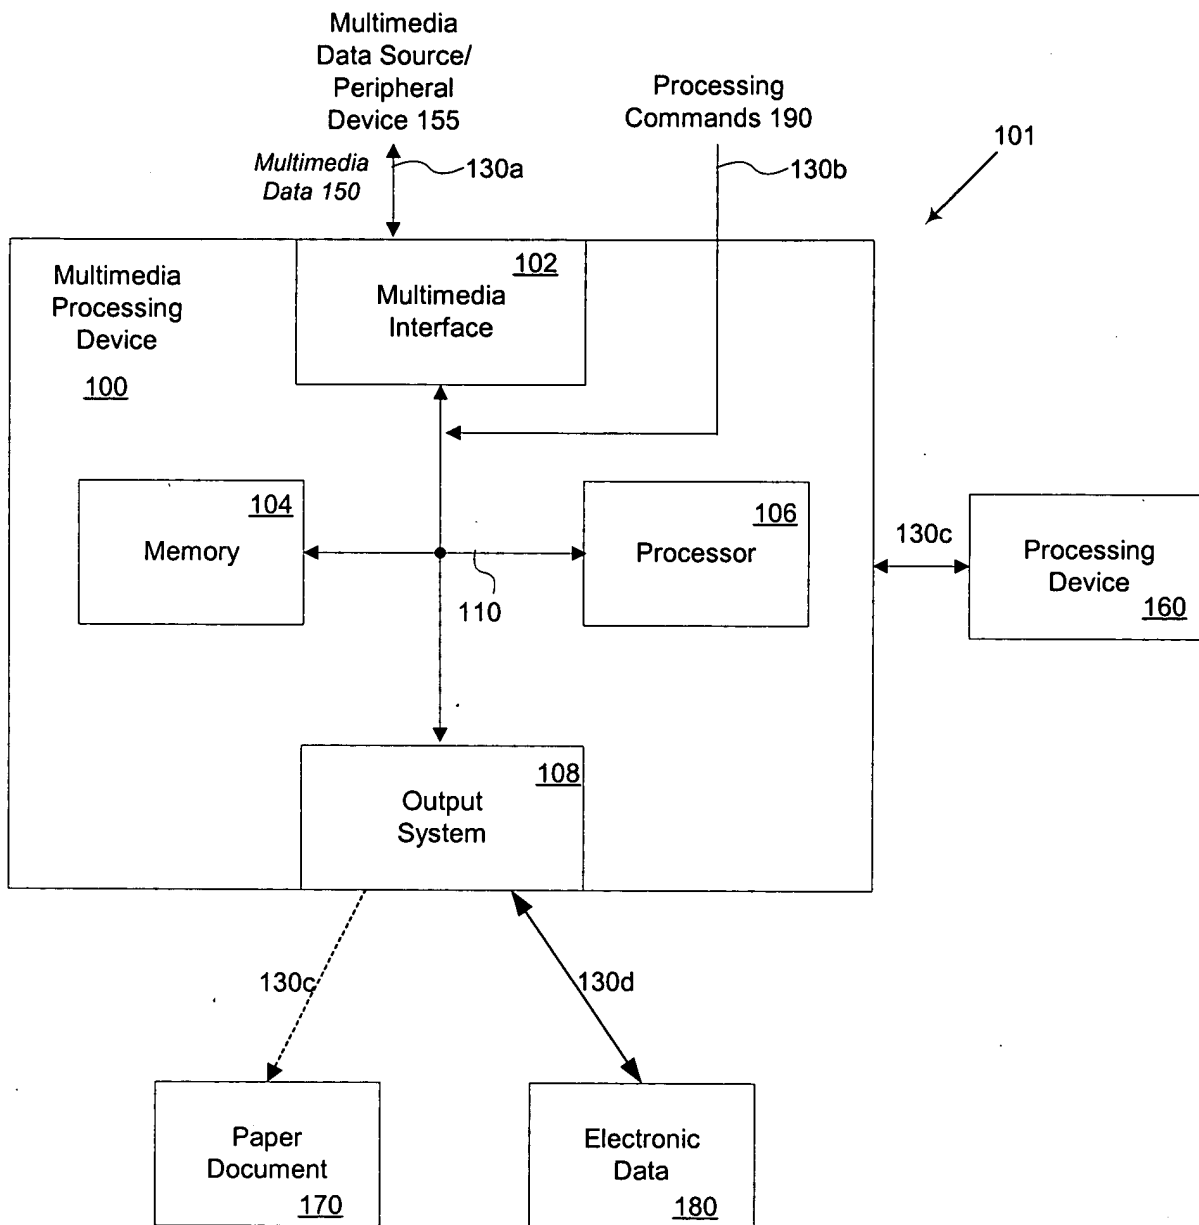 Multimedia
Data Source/
Peripheral
Device 155
Processing
Commands 190
101
Multimedia
Data 150
130a
130b
102
Multimedia
Interface
Multimedia
Processing
Device
100
104
Memory
106
Processor
110
130c
Processing
Device
160
108
Output
System
130c
130d
Paper
Document
170
Electronic
Data
180